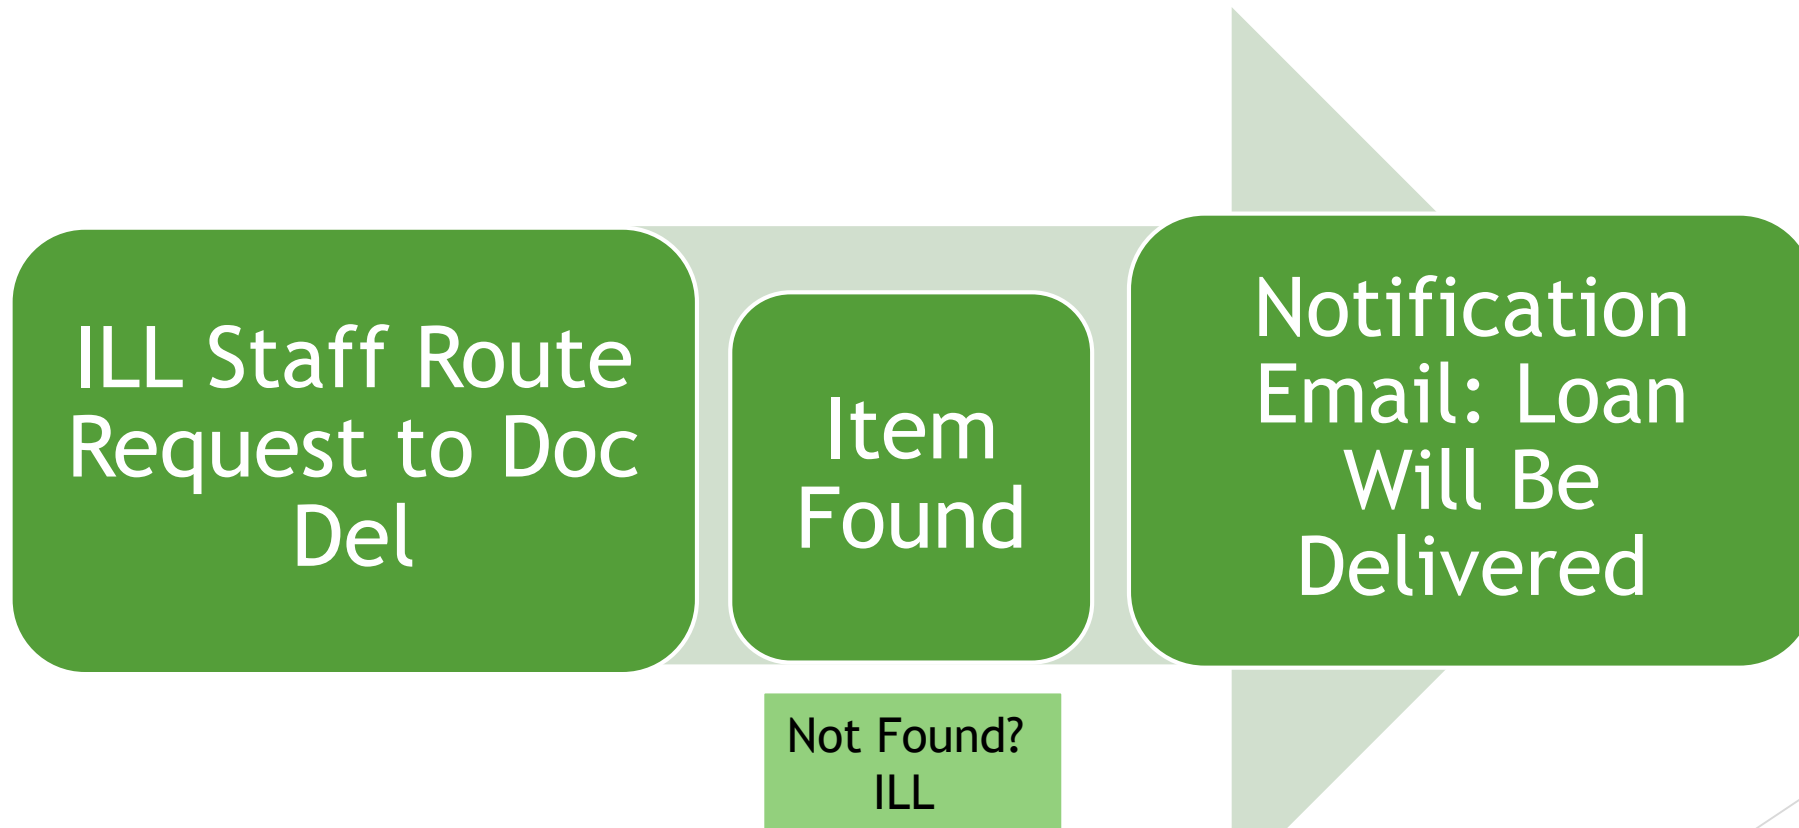 ILL Staff Route
Request to Doc
Del
Item
Found
Notification
Email: Loan
Will Be
Delivered
Not Found?
ILL